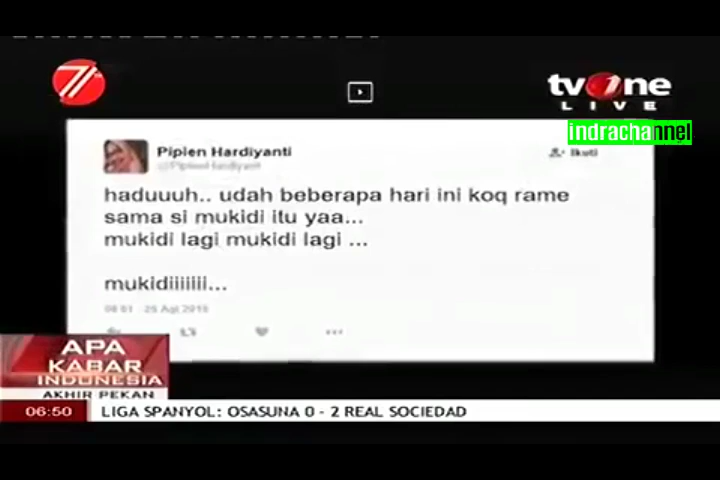 71
tvOne
LIVE
indrachannel
Pipien Hardiyanti
Ikuti
haduuuh.. udah beberapa hari ini koq rame
sama si mukidi itu yaa...
mukidi lagi mukidi lagi ...
mukidiiiiiii...
APA
KABAR
INDONESIA
AKHIR PEKAN
06:50 LIGA SPANYOL: OSASUNA 0 - 2 REAL SOCIEDAD